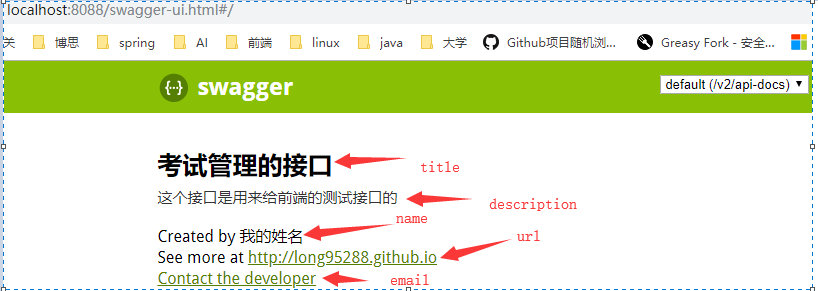 localhost:8088/swagger-ui.html#/
关 博思 spring AI 前端 linux java 大学 Github项目随机浏... Greasy Fork - 安全...
{··} swagger
default (/v2/api-docs)
考试管理的接口 title
这个接口是用来给前端的测试接口的 description
name
Created by 我的姓名
url
See more at http://long95288.github.io
Contact the developer email